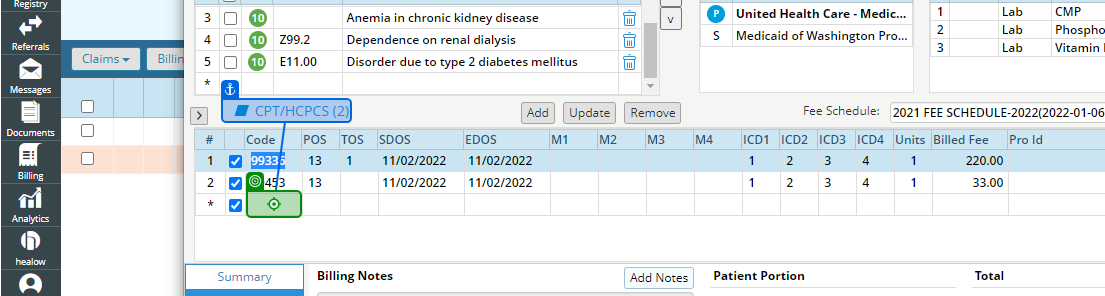 Registry
Referrals
Messages
Documents
Billing
Analytics
healow
Claims
Billin
3 10 Anemia in chronic kidney disease
4 10 Z99.2 Dependence on renal dialysis
5 10 E11.00 Disorder due to type 2 diabetes mellitus
*
v
P United Health Care - Medic...
S Medicaid of Washington Pro...
1 Lab CMP
2 Lab Phospho
3 Lab Vitamin
CPT/HCPCS (2)
Add Update Remove
Fee Schedule: 2021 FEE SCHEDULE-2022(2022-01-06
# Code POS TOS SDOS EDOS M1 M2 M3 M4 ICD1 ICD2 ICD3 ICD4 Units Billed Fee Pro Id
1 99335 13 1 11/02/2022 11/02/2022 1 2 3 4 1 220.00
2 453 13 11/02/2022 11/02/2022 1 2 3 4 1 33.00
*
Summary
Billing Notes
Add Notes
Patient Portion
Total